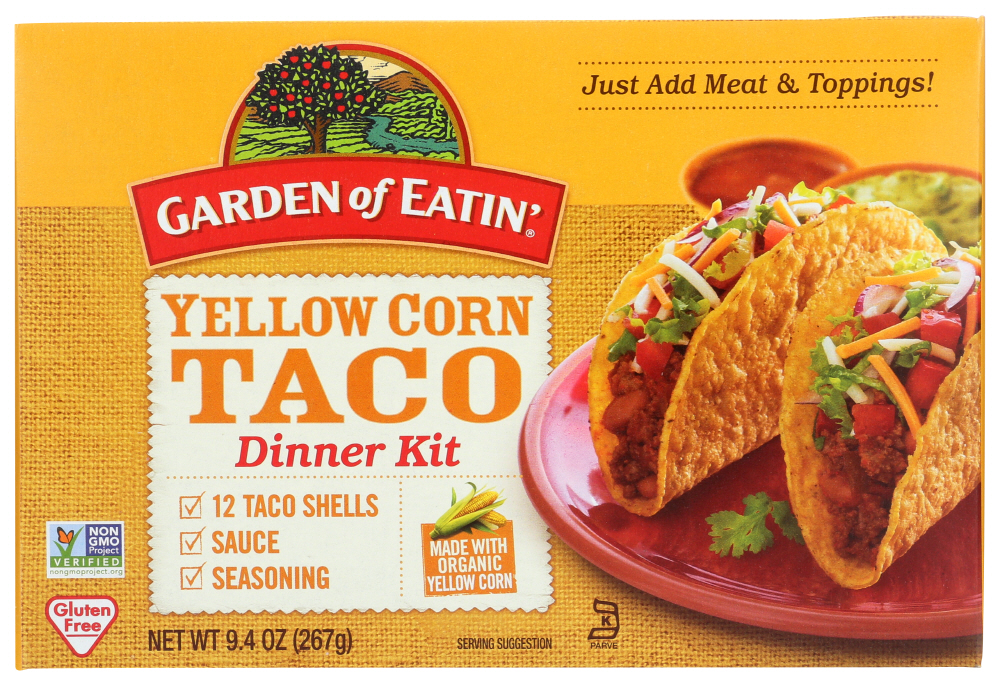 Just Add Meat & Toppings!
GARDEN of EATIN'®
YELLOW CORN
TACO
Dinner Kit
12 TACO SHELLS
SAUCE
SEASONING
MADE WITH
ORGANIC
YELLOW CORN
NON
GMO
Project
VERIFIED
nongmoproject.org
Gluten
Free
NET WT 9.4 OZ (267g)
SERVING SUGGESTION
K
PARVE